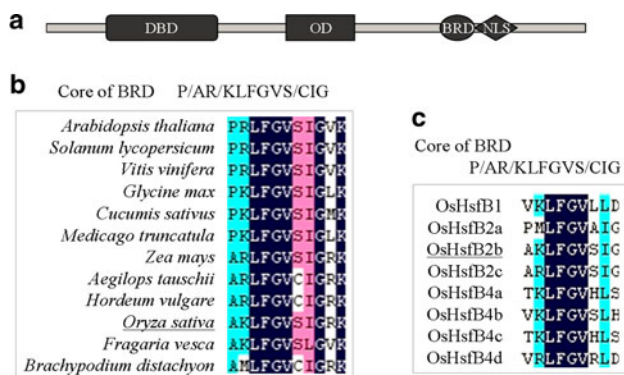 a
DBD OD BRD NLS
b
Core of BRD P/AR/KLFGVS/CIG
Arabidopsis thaliana PRLFGVSIGVK
Solanum lycopersicum PRLFGVSIGVK
Vitis vinifera PRLFGVSIGVK
Glycine max PKLFGVSIGLK
Cucumis sativus PKLFGVSIGMK
Medicago truncatula PKLFGVSIGLK
Zea mays ARLFGVSIGRK
Aegilops tauschii ARLFGVCIGRK
Hordeum vulgare ARLFGVCIGRK
Oryza sativa AKLFGVSIGRK
Fragaria vesca AKLFGVSLGVK
Brachypodium distachyon AMLFGVCIGRK
c
Core of BRD
P/AR/KLFGVS/CIG
OsHsfB1 VKLFGVLLD
OsHsfB2a PMLFGVAIG
OsHsfB2b AKLFGVSIG
OsHsfB2c ARLFGVSIG
OsHsfB4a TKLFGVHLS
OsHsfB4b VKLFGVSLH
OsHsfB4c TKLFGVHLS
OsHsfB4d VRLFGVRLD